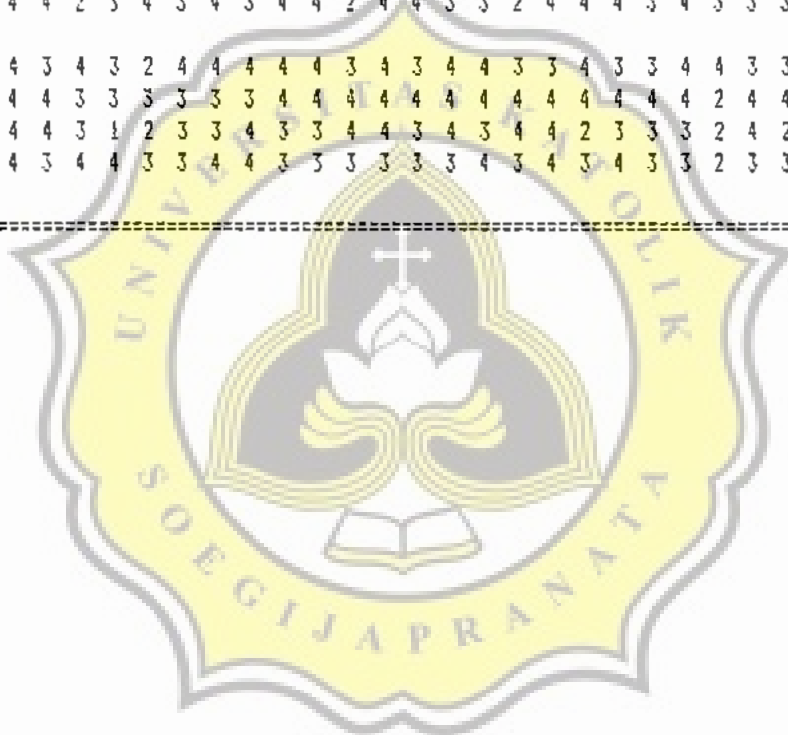 4 4 2 3 4 3 4 3 4 4 2 4 4 3 3 2 4 4 4 3 4 3 3 3
4 3 4 3 2 4 4 4 4 4 3 4 3 4 4 3 3 4 3 3 4 4 3 3
4 4 3 3 3 3 3 3 4 4 4 4 4 4 4 4 4 4 4 4 4 2 4 4
4 4 3 1 2 3 3 4 3 3 4 4 3 4 3 4 4 2 3 3 3 2 4 2
4 3 4 4 3 3 4 4 3 3 3 3 3 3 4 3 4 3 4 3 3 2 3 3
UNIVERSITAS KATOLIK
SOEGIJAPRANATA